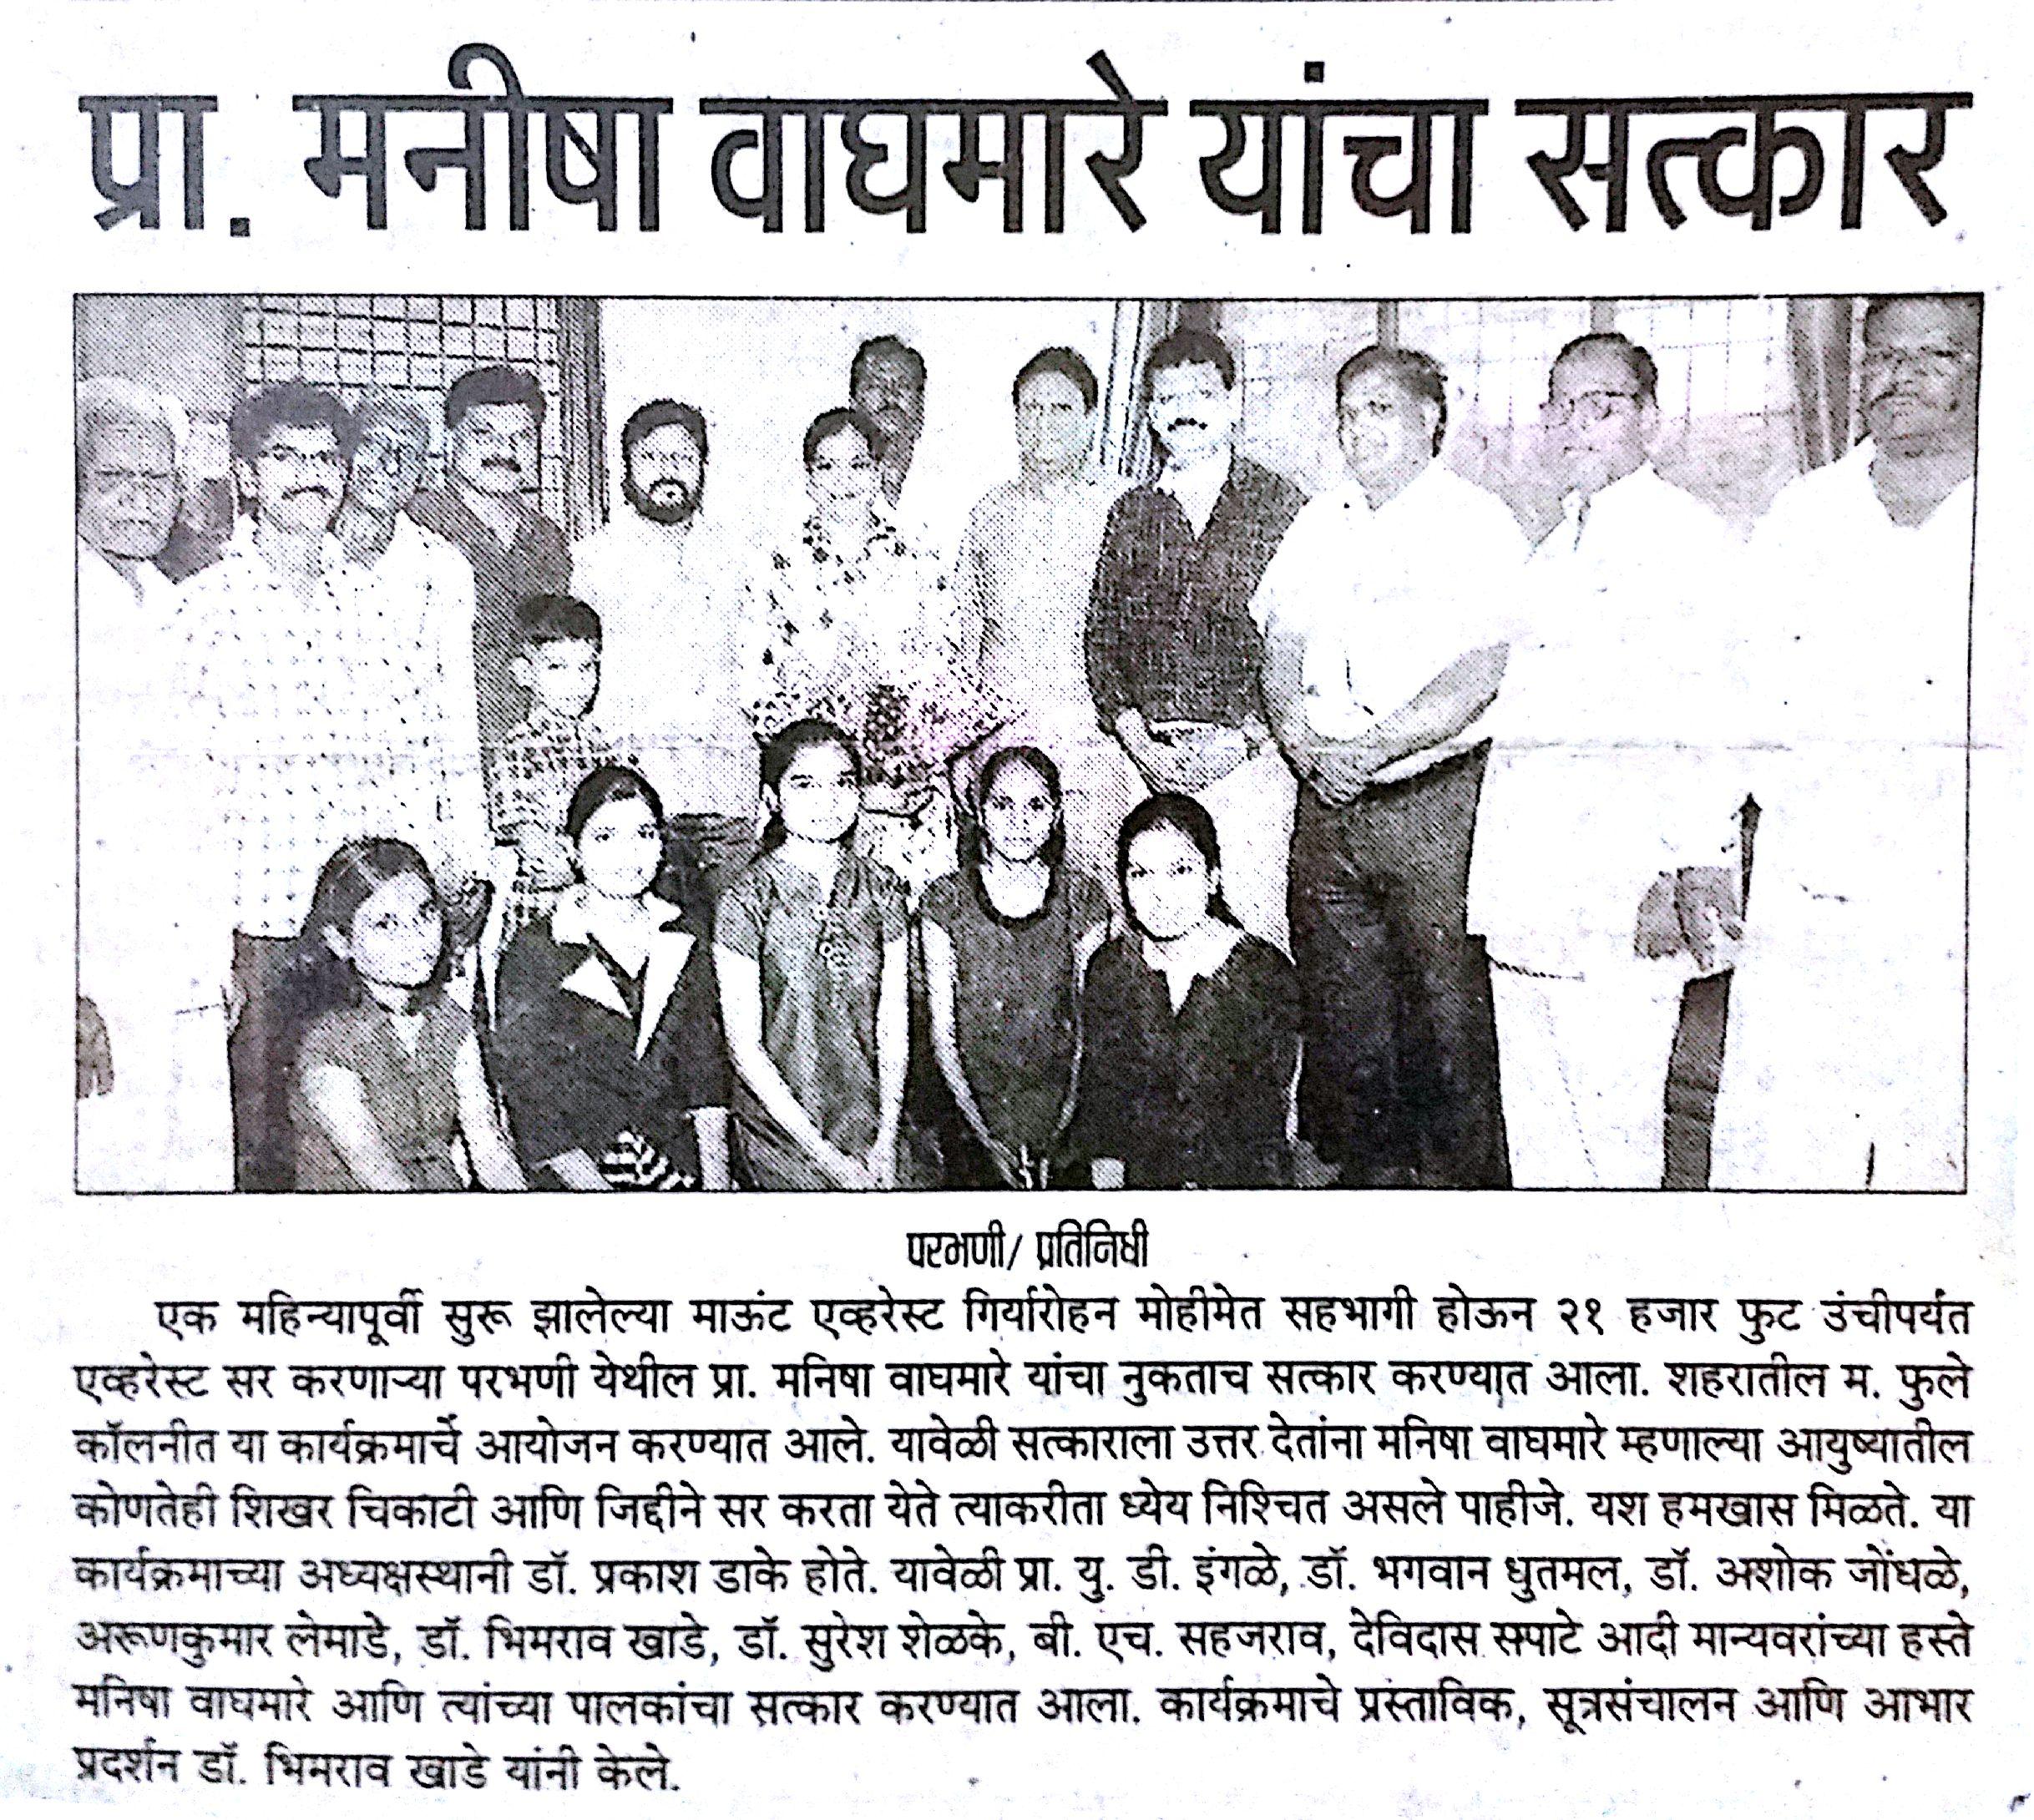 प्रा. मनीषा वाघमारे यांचा सत्कार
परभणी/ प्रतिनिधी
एक महिन्यापूर्वी सुरू झालेल्या माऊंट एव्हरेस्ट गिर्यारोहन मोहीमेत सहभागी होऊन २१ हजार फुट उंचीपर्यंत
एव्हरेस्ट सर करणाऱ्या परभणी येथील प्रा. मनिषा वाघमारे यांचा नुकताच सत्कार करण्यात आला. शहरातील म. फुले
कॉलनीत या कार्यक्रमाचे आयोजन करण्यात आले. यावेळी सत्काराला उत्तर देतांना मनिषा वाघमारे म्हणाल्या आयुष्यातील
कोणतेही शिखर चिकाटी आणि जिद्दीने सर करता येते त्याकरीता ध्येय निश्चित असले पाहीजे. यश हमखास मिळते. या
कार्यक्रमाच्या अध्यक्षस्थानी डॉ. प्रकाश डाके होते. यावेळी प्रा. यु. डी. इंगळे, डॉ. भगवान धुतमल, डॉ. अशोक जोंधळे,
अरूणकुमार लेमाडे, डॉ. भिमराव खाडे, डॉ. सुरेश शेळके, बी. एच. सहजराव, देविदास सपाटे आदी मान्यवरांच्या हस्ते
मनिषा वाघमारे आणि त्यांच्या पालकांचा सत्कार करण्यात आला. कार्यक्रमाचे प्रस्ताविक, सूत्रसंचालन आणि आभार
प्रदर्शन डॉ. भिमराव खाडे यांनी केले.